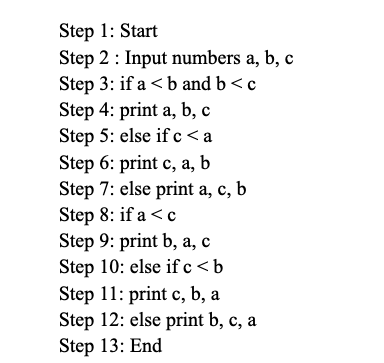 Step 1: Start
Step 2 : Input numbers a, b, c
Step 3: if a < b and b < c
Step 4: print a, b, c
Step 5: else if c < a
Step 6: print c, a, b
Step 7: else print a, c, b
Step 8: if a < c
Step 9: print b, a, c
Step 10: else if c < b
Step 11: print c, b, a
Step 12: else print b, c, a
Step 13: End